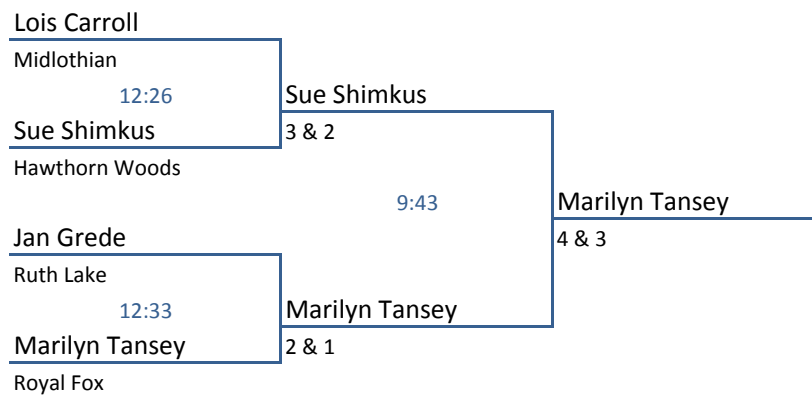 Lois Carroll
Midlothian
12:26
Sue Shimkus
Sue Shimkus
3 & 2
Hawthorn Woods
9:43
Marilyn Tansey
Jan Grede
4 & 3
Ruth Lake
12:33
Marilyn Tansey
Marilyn Tansey
2 & 1
Royal Fox